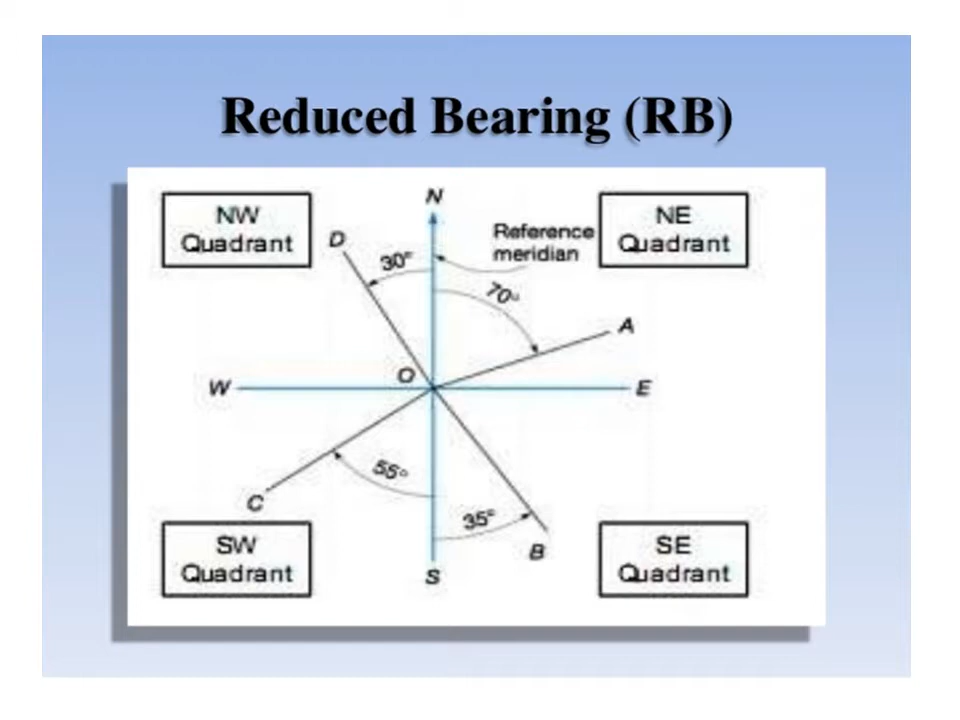 Reduced Bearing (RB)
NW
Quadrant
N
NE
Quadrant
Reference
meridian
D
30°
70°
A
O
W
E
55°
C
35°
B
SW
Quadrant
S
SE
Quadrant